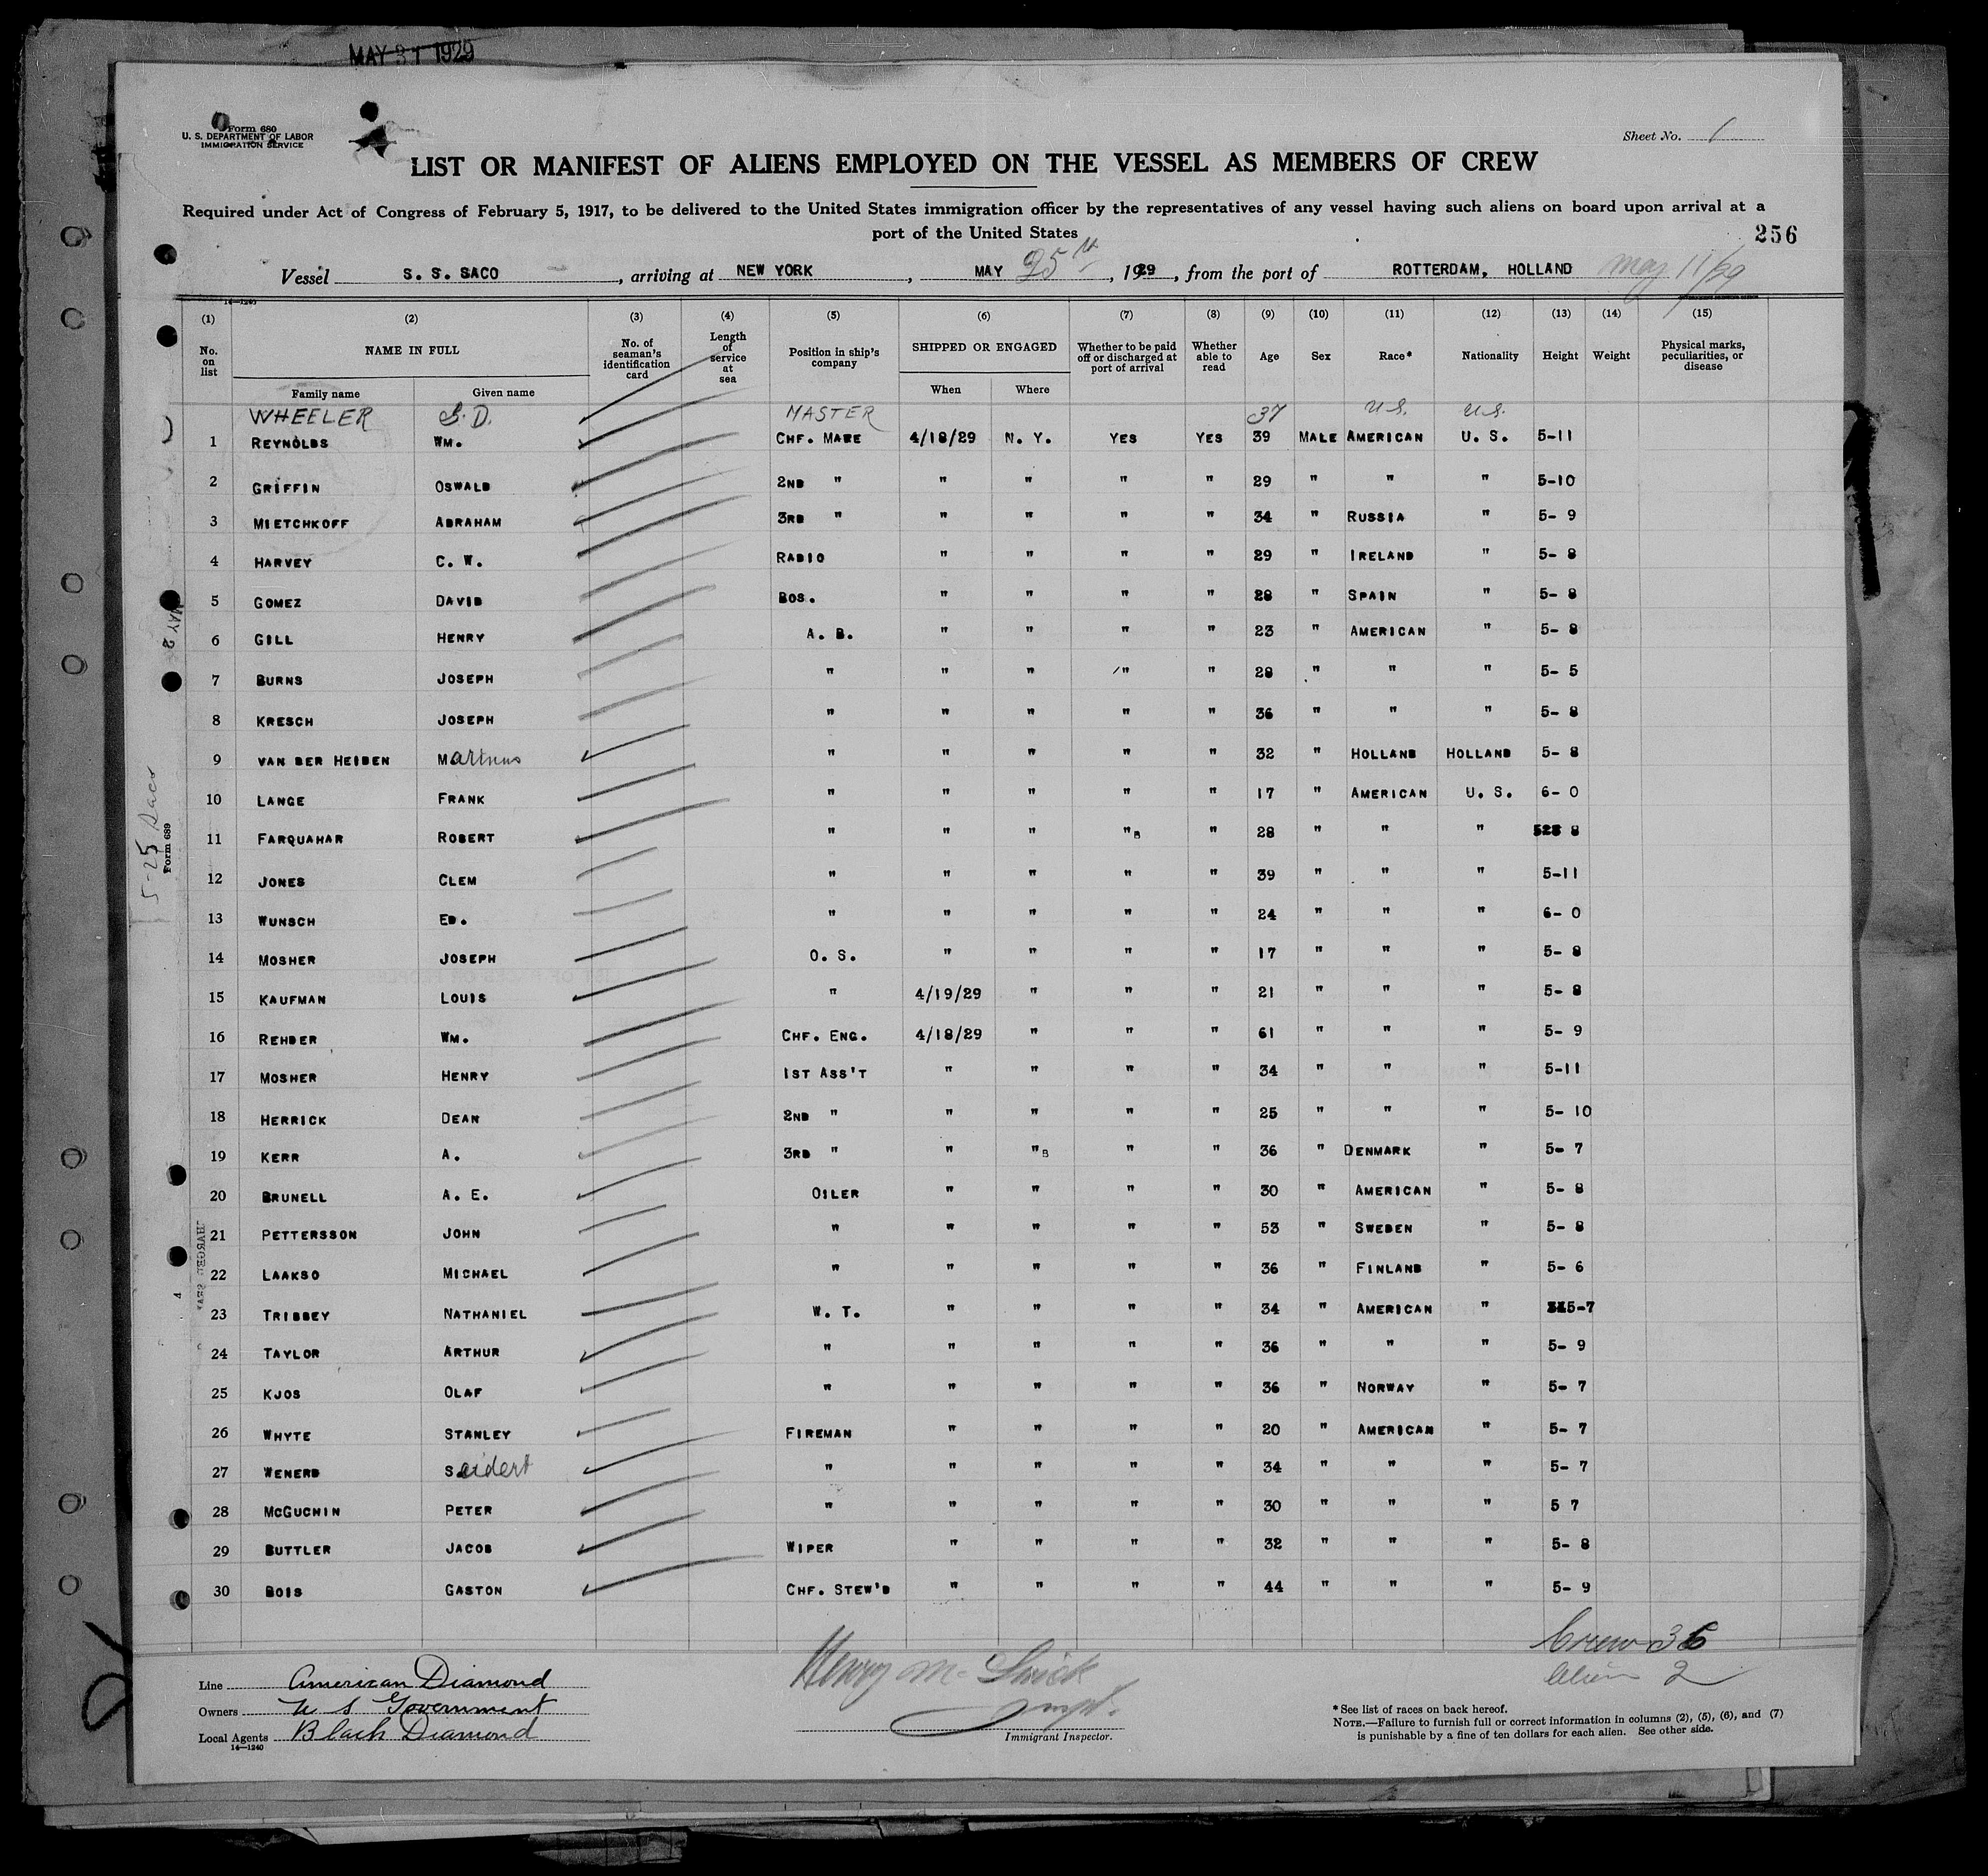 MAY 31 1929
Form 680
U. S. DEPARTMENT OF LABOR
IMMIGRATION SERVICE
Sheet No. 1
LIST OR MANIFEST OF ALIENS EMPLOYED ON THE VESSEL AS MEMBERS OF CREW
Required under Act of Congress of February 5, 1917, to be delivered to the United States immigration officer by the representatives of any vessel having such aliens on board upon arrival at a
port of the United States
256
Vessel S. S. SACO, arriving at NEW YORK, MAY 25th, 1929, from the port of ROTTERDAM, HOLLAND May 11/29
14—1240
(1) (2) (3) (4) (5) (6) (7) (8) (9) (10) (11) (12) (13) (14) (15)
No. on list NAME IN FULL Family name Given name No. of seaman's identification card Length of service at sea Position in ship's company SHIPPED OR ENGAGED When Where Whether to be paid off or discharged at port of arrival Whether able to read Age Sex Race* Nationality Height Weight Physical marks, peculiarities, or disease
WHEELER S. D. MASTER 37 U.S. U.S.
1 REYNOLDS WM. CHF. MATE 4/18/29 N. Y. YES YES 39 MALE AMERICAN U. S. 5-11
2 GRIFFIN OSWALD 2ND " " " " " 29 " " " 5-10
3 MIETCHKOFF ABRAHAM 3RD " " " " " 34 " RUSSIA " 5- 9
4 HARVEY C. W. RADIO " " " " 29 " IRELAND " 5- 8
5 GOMEZ DAVID BOS. " " " " 28 " SPAIN " 5- 8
6 GILL HENRY A. B. " " " " 23 " AMERICAN " 5- 8
7 BURNS JOSEPH " " " " " 28 " " " 5- 5
8 KRESCH JOSEPH " " " " " 36 " " " 5- 8
9 VAN DER HEIDEN Marinus " " " " " 32 " HOLLAND HOLLAND 5- 8
10 LANGE FRANK " " " " " 17 " AMERICAN U. S. 6- 0
11 FARQUAHAR ROBERT " " " " " 28 " " " 8
12 JONES CLEM " " " " " 39 " " " 5-11
13 WUNSCH ED. " " " " " 24 " " " 6- 0
14 MOSHER JOSEPH O. S. " " " " 17 " " " 5- 8
15 KAUFMAN LOUIS " 4/19/29 " " " 21 " " " 5- 8
16 REHDER WM. CHF. ENG. 4/18/29 " " " 61 " " " 5- 9
17 MOSHER HENRY 1ST ASS'T " " " " 34 " " " 5-11
18 HERRICK DEAN 2ND " " " " " 25 " " " 5- 10
19 KERR A. 3RD " " " " " 36 " DENMARK " 5- 7
20 BRUNELL A. E. OILER " " " " 30 " AMERICAN " 5- 8
21 PETTERSSON JOHN " " " " " 53 " SWEDEN " 5- 8
22 LAAKSO MICHAEL " " " " " 36 " FINLAND " 5- 6
23 TRIBBEY NATHANIEL W. T. " " " " 34 " AMERICAN " 5-7
24 TAYLOR ARTHUR " " " " " 36 " " " 5- 9
25 KJOS OLAF " " " " " 36 " NORWAY " 5- 7
26 WHYTE STANLEY FIREMAN " " " " 20 " AMERICAN " 5- 7
27 WENERD Seidert " " " " " 34 " " " 5- 7
28 MCGUCHIN PETER " " " " " 30 " " " 5 7
29 BUTTLER JACOB WIPER " " " " 32 " " " 5- 8
30 BOIS GASTON CHF. STEW'D " " " " 44 " " " 5- 9
5-25 Saco
Form 689
Crew 36
Alien 2
Line American Diamond
Owners U S Government
Local Agents Black Diamond
14—1240
Henry
Immigrant Inspector.
*See list of races on back hereof.
NOTE.—Failure to furnish full or correct information in columns (2), (5), (6), and (7)
is punishable by a fine of ten dollars for each alien. See other side.